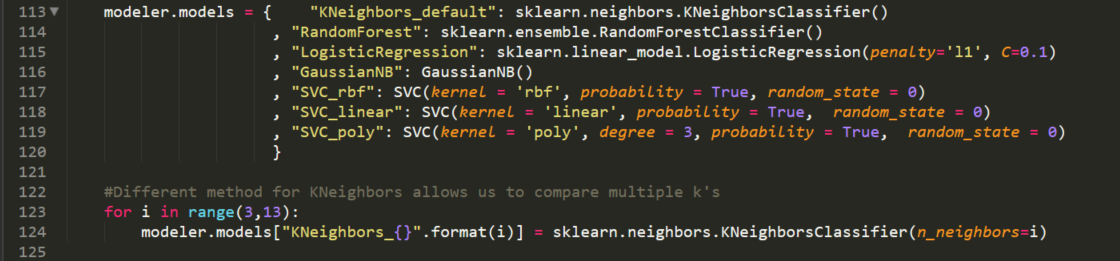 113 modeler.models = {    "KNeighbors_default": sklearn.neighbors.KNeighborsClassifier()
114 , "RandomForest": sklearn.ensemble.RandomForestClassifier()
115 , "LogisticRegression": sklearn.linear_model.LogisticRegression(penalty='l1', C=0.1)
116 , "GaussianNB": GaussianNB()
117 , "SVC_rbf": SVC(kernel = 'rbf', probability = True, random_state = 0)
118 , "SVC_linear": SVC(kernel = 'linear', probability = True,  random_state = 0)
119 , "SVC_poly": SVC(kernel = 'poly', degree = 3, probability = True,  random_state = 0)
120 }
121
122 #Different method for KNeighbors allows us to compare multiple k's
123 for i in range(3,13):
124     modeler.models["KNeighbors_{}".format(i)] = sklearn.neighbors.KNeighborsClassifier(n_neighbors=i)
125